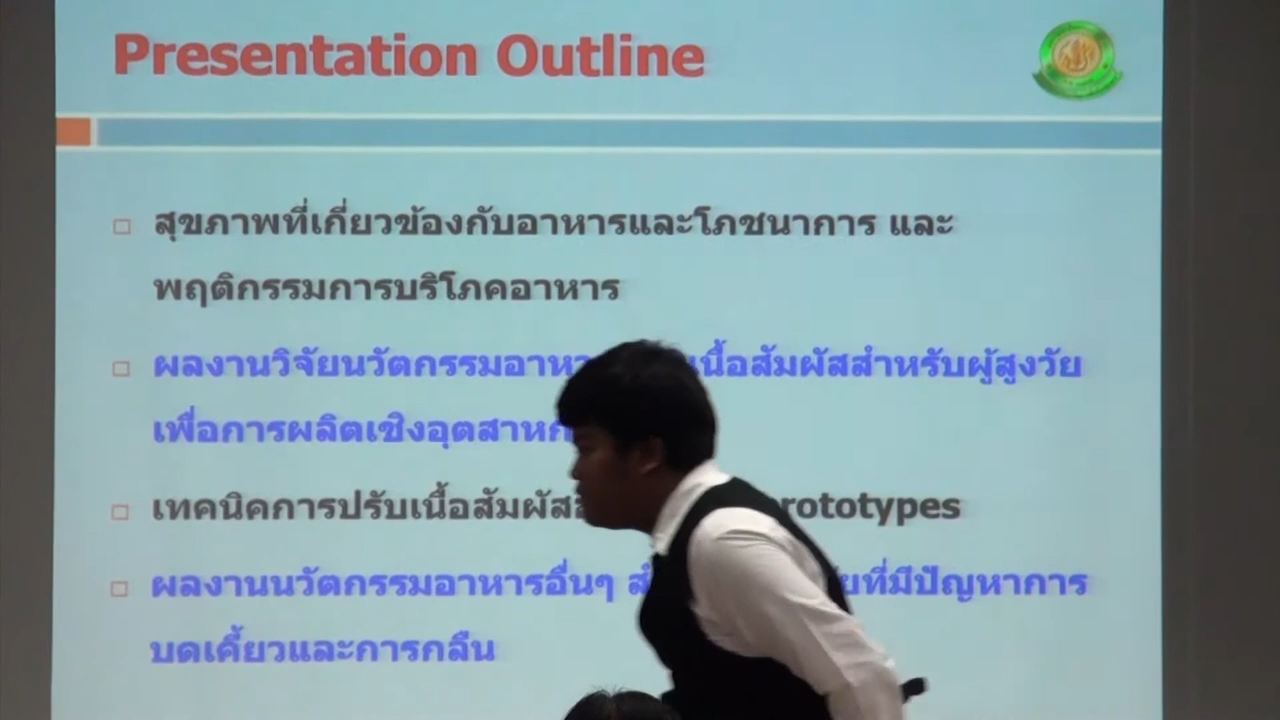 Presentation Outline
สุขภาพที่เกี่ยวข้องกับอาหารและโภชนาการ และ
พฤติกรรมการบริโภคอาหาร
ผลงานวิจัยนวัตกรรมอาหา เนื้อสัมผัสสำหรับผู้สูงวัย
เพื่อการผลิตเชิงอุตสาหก
เทคนิคการปรับเนื้อสัมผัส rototypes
ผลงานนวัตกรรมอาหารอื่นๆ ที่มีปัญหาการ
บดเคี้ยวและการกลืน